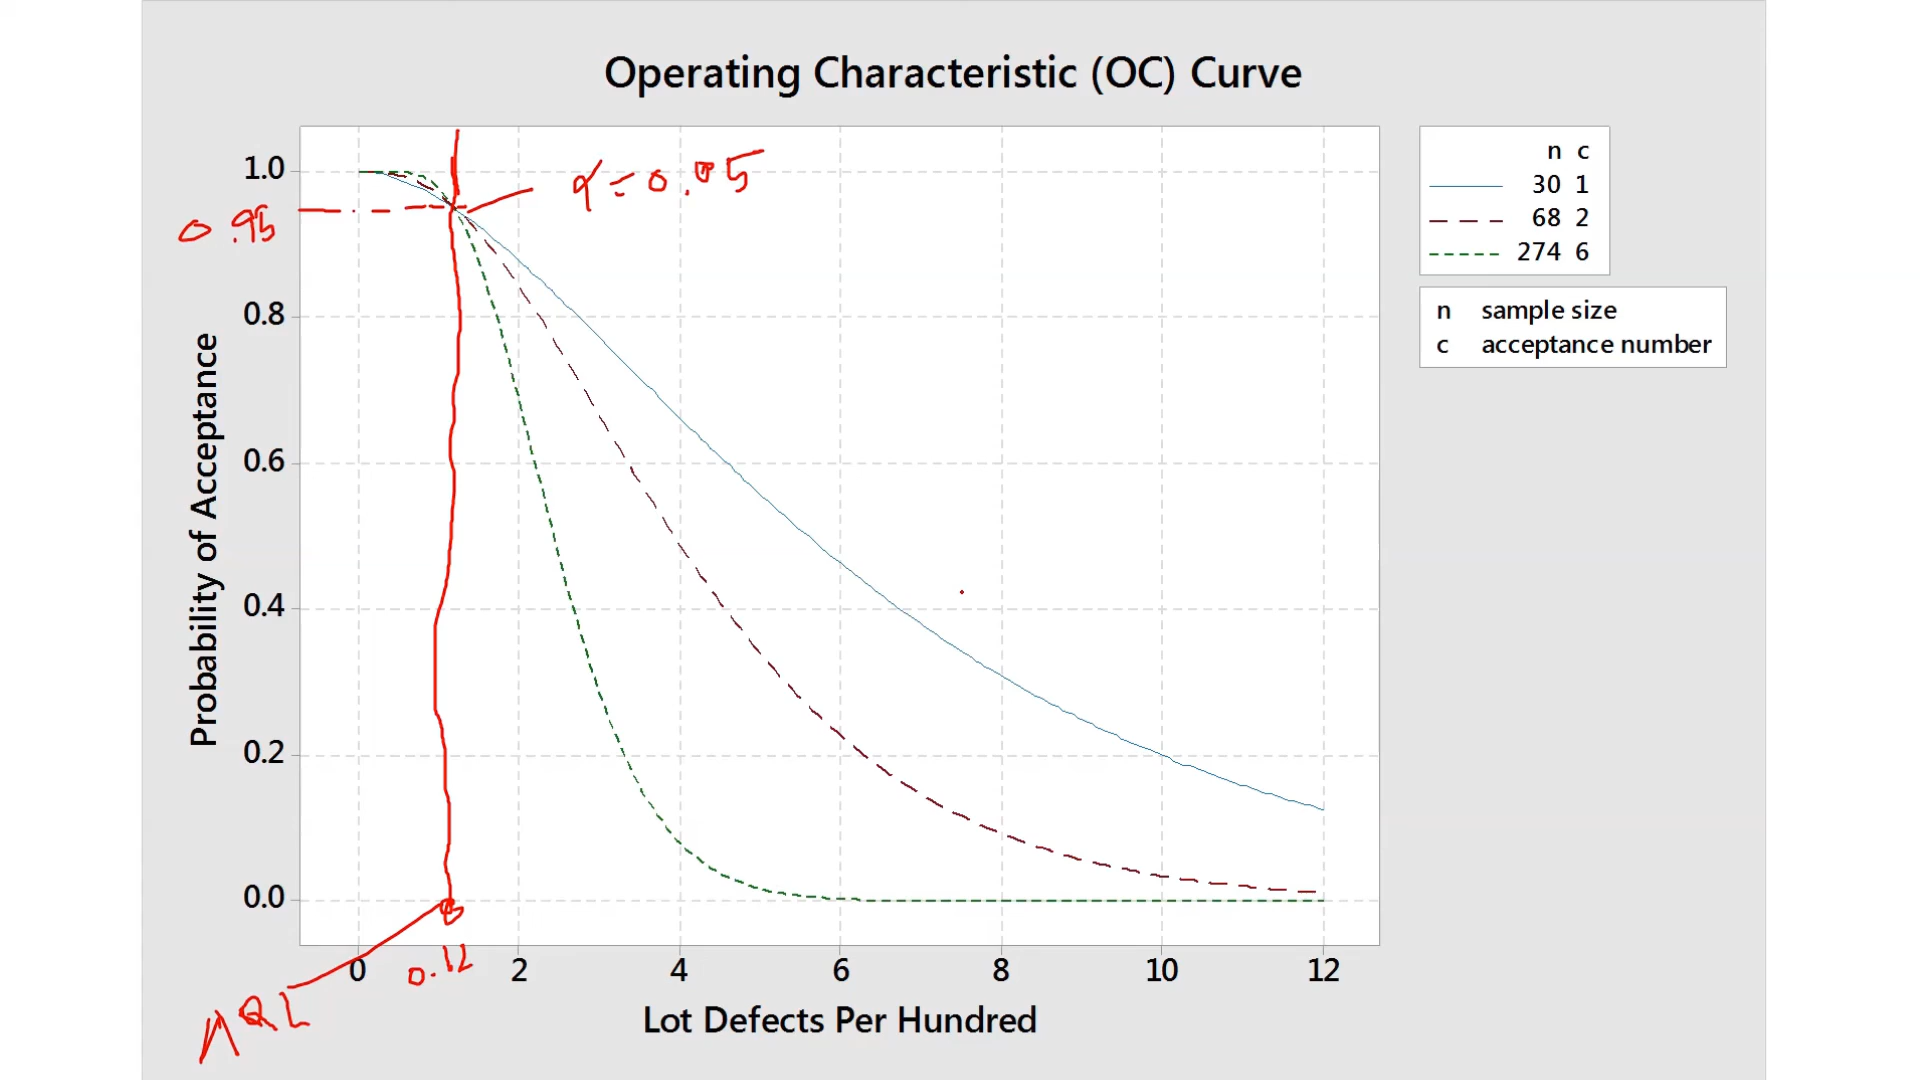 Operating Characteristic (OC) Curve
α = 0.05
0.95
1.0
0.8
0.6
0.4
0.2
0.0
Probability of Acceptance
0 2 4 6 8 10 12
0.12
AQL
Lot Defects Per Hundred
n c
30 1
68 2
274 6
n sample size
c acceptance number